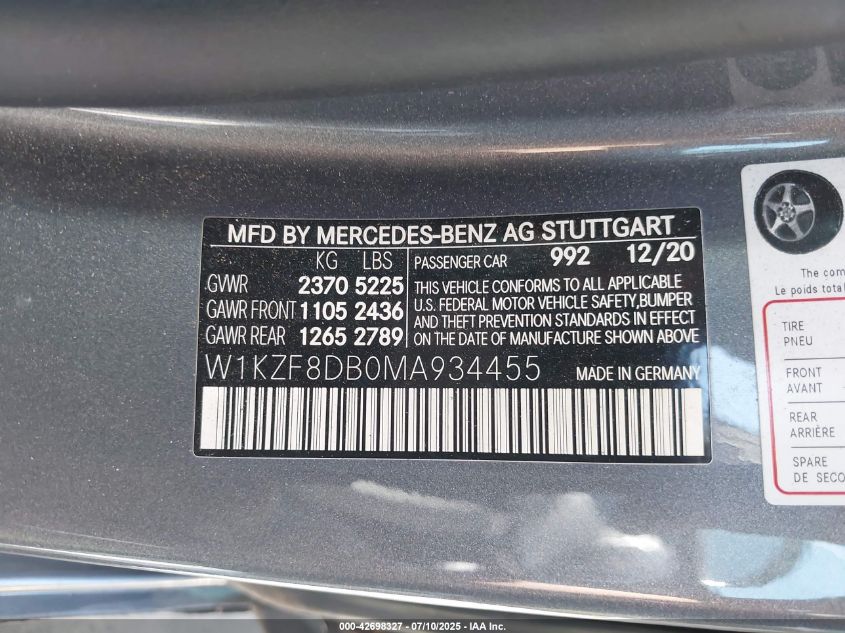 MFD BY MERCEDES-BENZ AG STUTTGART
KG LBS PASSENGER CAR 992 12/20
GVWR 2370 5225 THIS VEHICLE CONFORMS TO ALL APPLICABLE
GAWR FRONT 1105 2436 U.S. FEDERAL MOTOR VEHICLE SAFETY, BUMPER
AND THEFT PREVENTION STANDARDS IN EFFECT
GAWR REAR 1265 2789 ON THE DATE OF MANUFACTURE SHOWN ABOVE
W1KZF8DB0MA934455 MADE IN GERMANY
The com
Le poids total
TIRE
PNEU
FRONT
AVANT
REAR
ARRIÈRE
SPARE
DE SECO
000-42698327 - 07/10/2025 - IAA Inc.